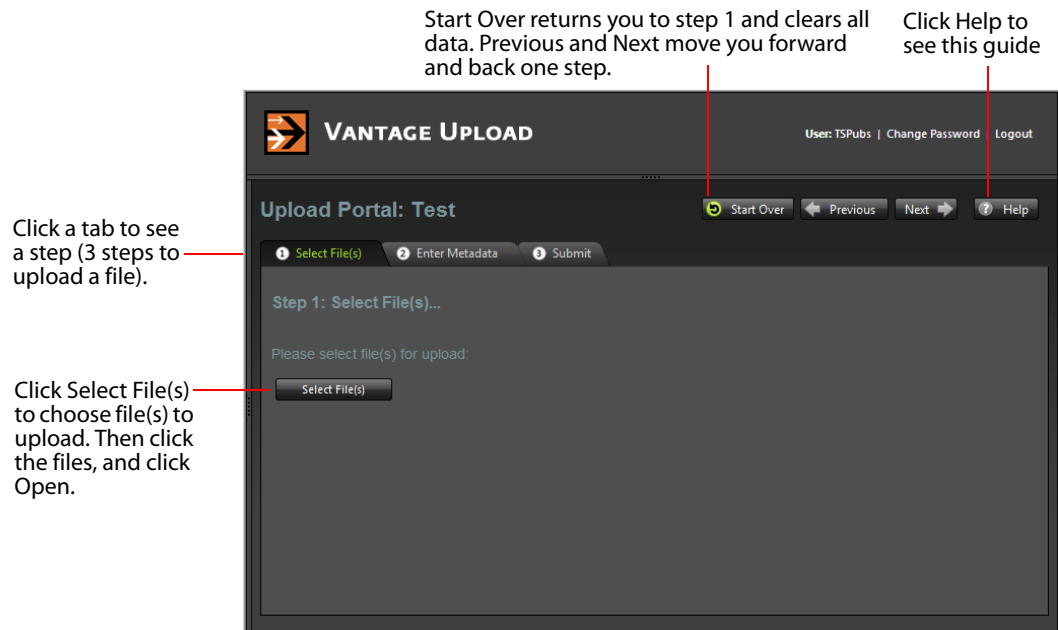 Start Over returns you to step 1 and clears all
data. Previous and Next move you forward
and back one step.
Click Help to
see this guide
VANTAGE UPLOAD
User: TSPubs | Change Password | Logout
Upload Portal: Test
Start Over
Previous
Next
? Help
Click a tab to see
a step (3 steps to
upload a file).
1 Select File(s)
2 Enter Metadata
3 Submit
Step 1: Select File(s)...
Please select file(s) for upload:
Select File(s)
Click Select File(s)
to choose file(s) to
upload. Then click
the files, and click
Open.